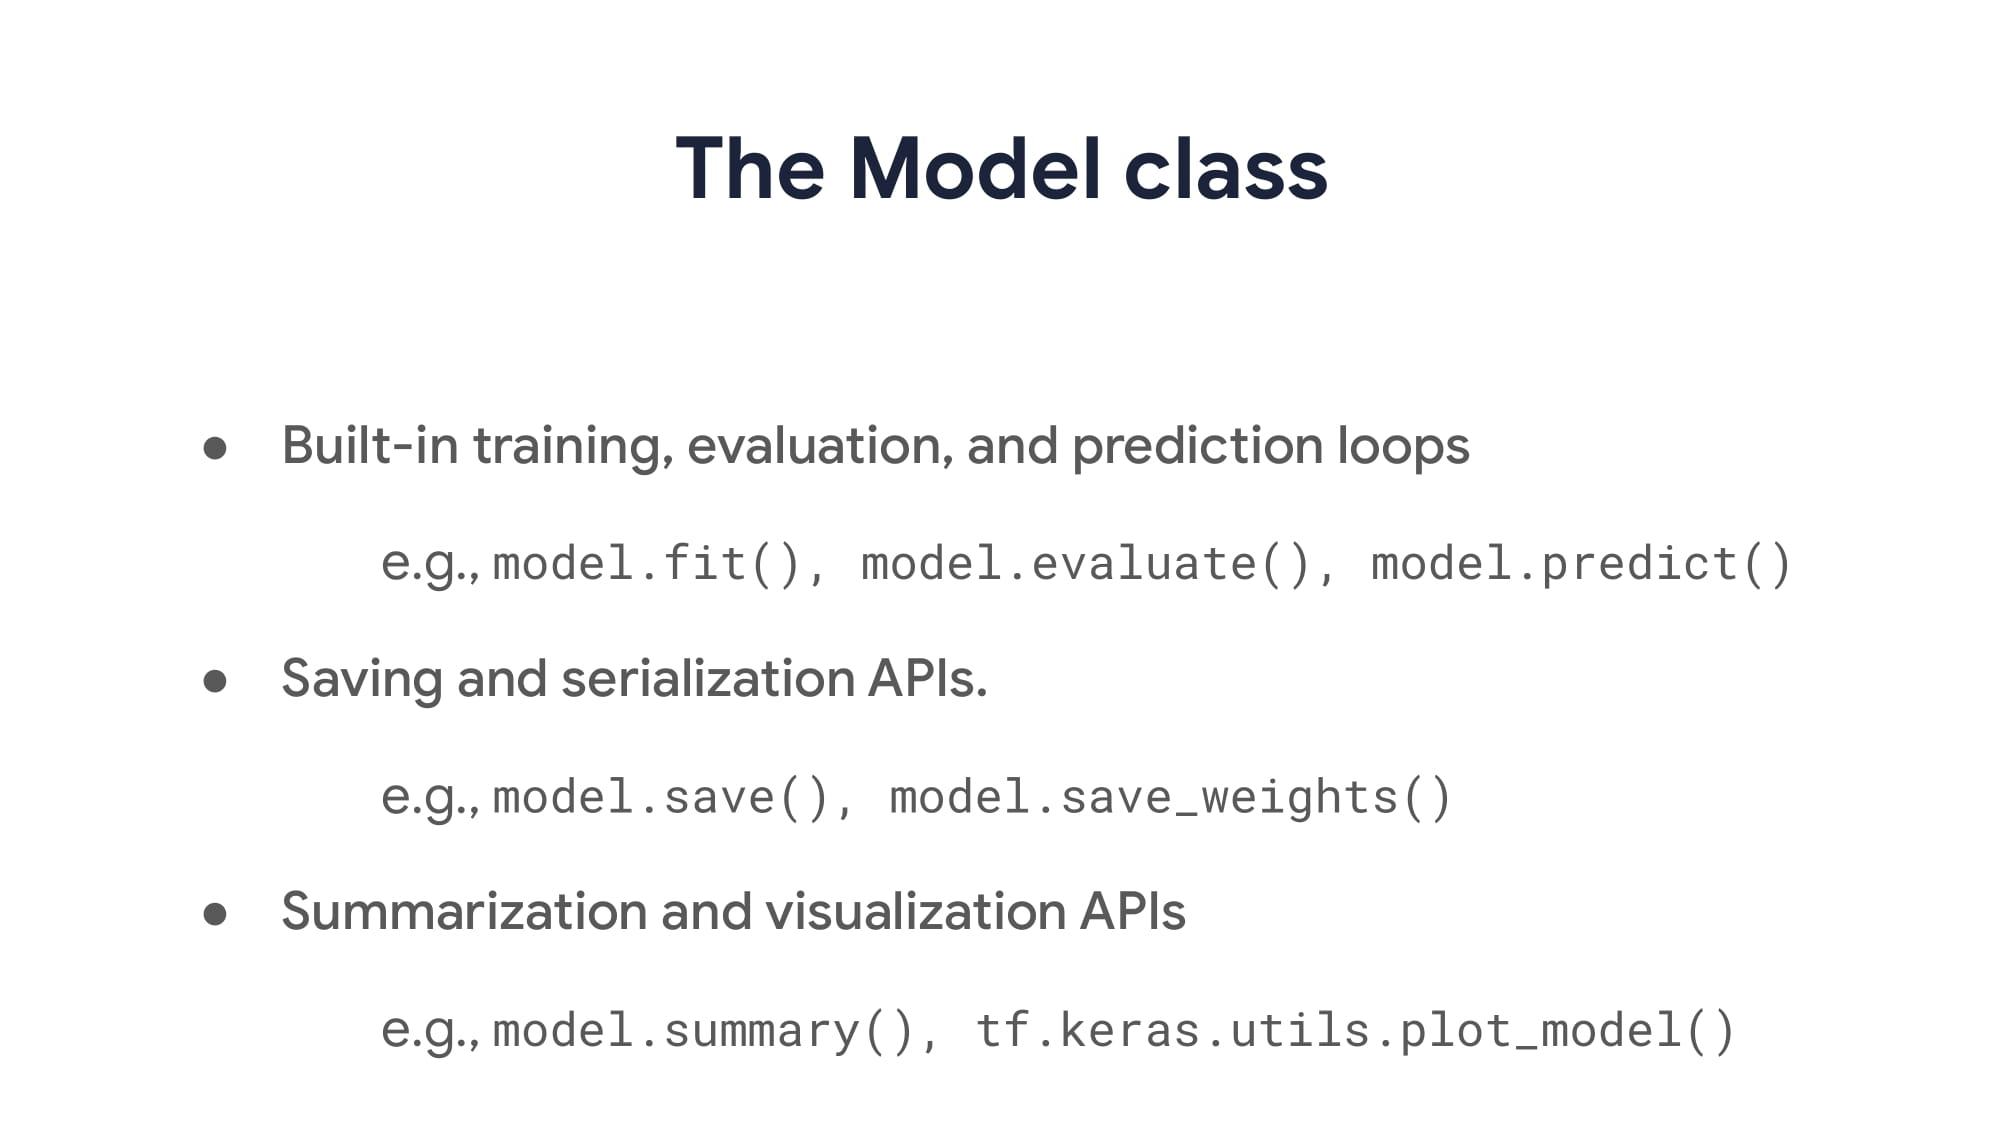 The Model class
● Built-in training, evaluation, and prediction loops
e.g., model.fit(), model.evaluate(), model.predict()
● Saving and serialization APIs.
e.g., model.save(), model.save_weights()
● Summarization and visualization APIs
e.g., model.summary(), tf.keras.utils.plot_model()